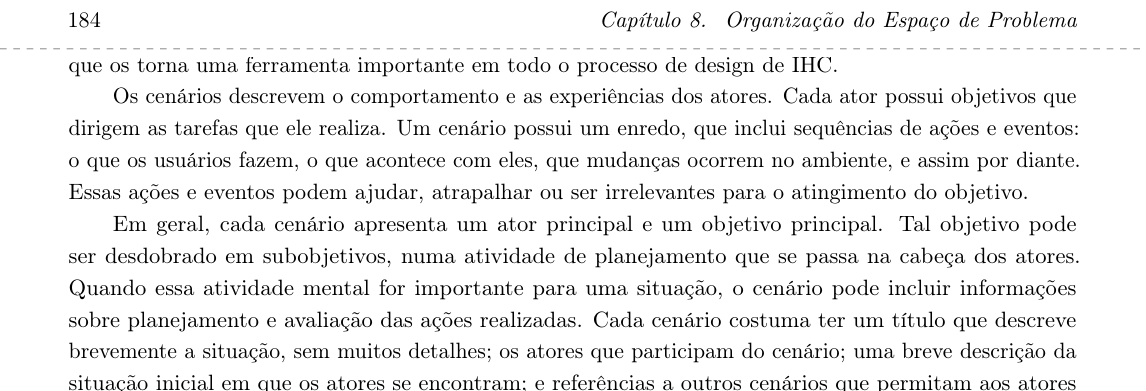 184 Capítulo 8. Organização do Espaço de Problema
que os torna uma ferramenta importante em todo o processo de design de IHC.
Os cenários descrevem o comportamento e as experiências dos atores. Cada ator possui objetivos que
dirigem as tarefas que ele realiza. Um cenário possui um enredo, que inclui sequências de ações e eventos:
o que os usuários fazem, o que acontece com eles, que mudanças ocorrem no ambiente, e assim por diante.
Essas ações e eventos podem ajudar, atrapalhar ou ser irrelevantes para o atingimento do objetivo.
Em geral, cada cenário apresenta um ator principal e um objetivo principal. Tal objetivo pode
ser desdobrado em subobjetivos, numa atividade de planejamento que se passa na cabeça dos atores.
Quando essa atividade mental for importante para uma situação, o cenário pode incluir informações
sobre planejamento e avaliação das ações realizadas. Cada cenário costuma ter um título que descreve
brevemente a situação, sem muitos detalhes; os atores que participam do cenário; uma breve descrição da
situação inicial em que os atores se encontram; e referências a outros cenários que permitam aos atores